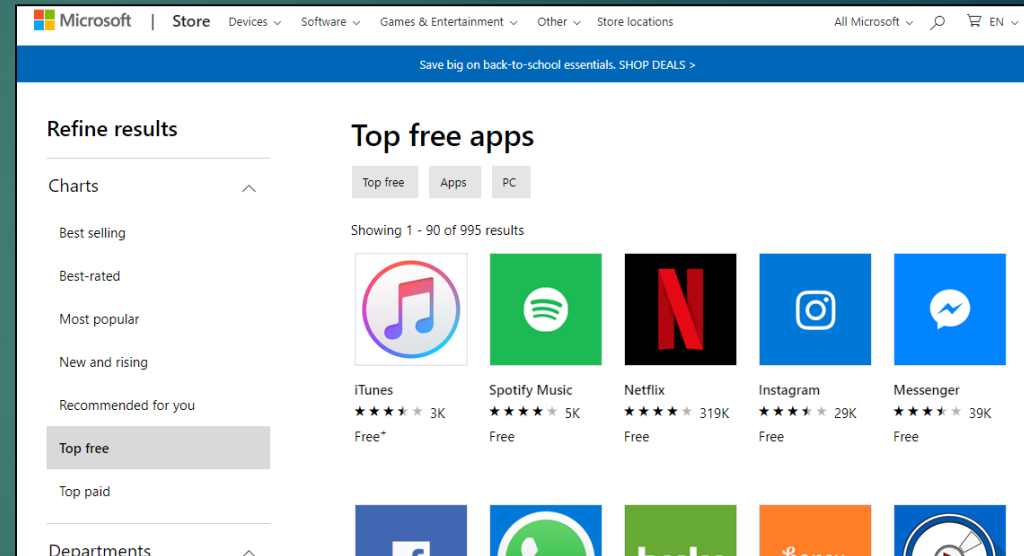 Microsoft | Store Devices Software Games & Entertainment Other Store locations All Microsoft EN
Save big on back-to-school essentials. SHOP DEALS >
Refine results
Charts
Best selling
Best-rated
Most popular
New and rising
Recommended for you
Top free
Top paid
Departments
Top free apps
Top free Apps PC
Showing 1 - 90 of 995 results
iTunes Spotify Music Netflix Instagram Messenger
3K 5K 319K 29K 39K
Free+ Free Free Free Free